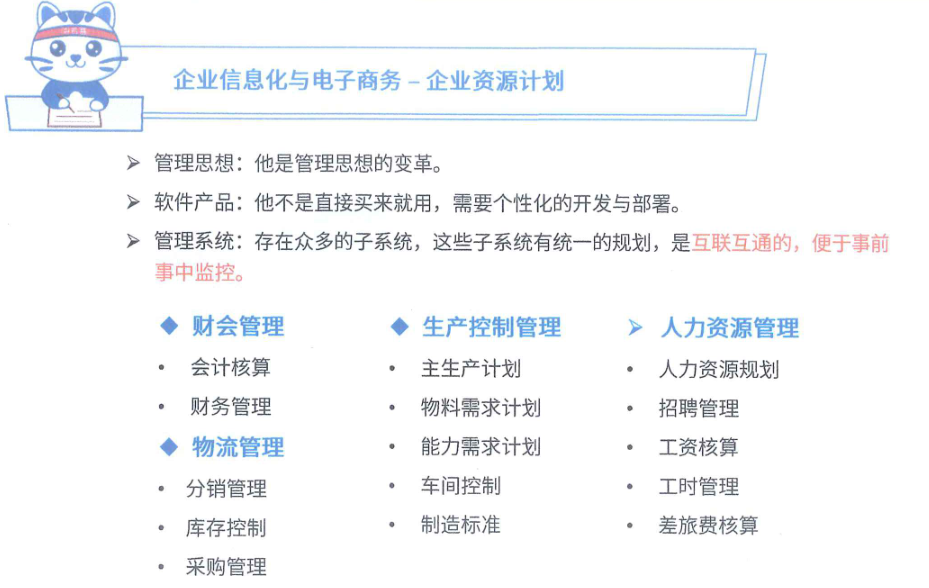 企业信息化与电子商务 – 企业资源计划
➢ 管理思想：他是管理思想的变革。
➢ 软件产品：他不是直接买来就用，需要个性化的开发与部署。
➢ 管理系统：存在众多的子系统，这些子系统有统一的规划，是互联互通的，便于事前
事中监控。
◆ 财会管理
• 会计核算
• 财务管理
◆ 物流管理
• 分销管理
• 库存控制
• 采购管理
◆ 生产控制管理
• 主生产计划
• 物料需求计划
• 能力需求计划
• 车间控制
• 制造标准
➢ 人力资源管理
• 人力资源规划
• 招聘管理
• 工资核算
• 工时管理
• 差旅费核算